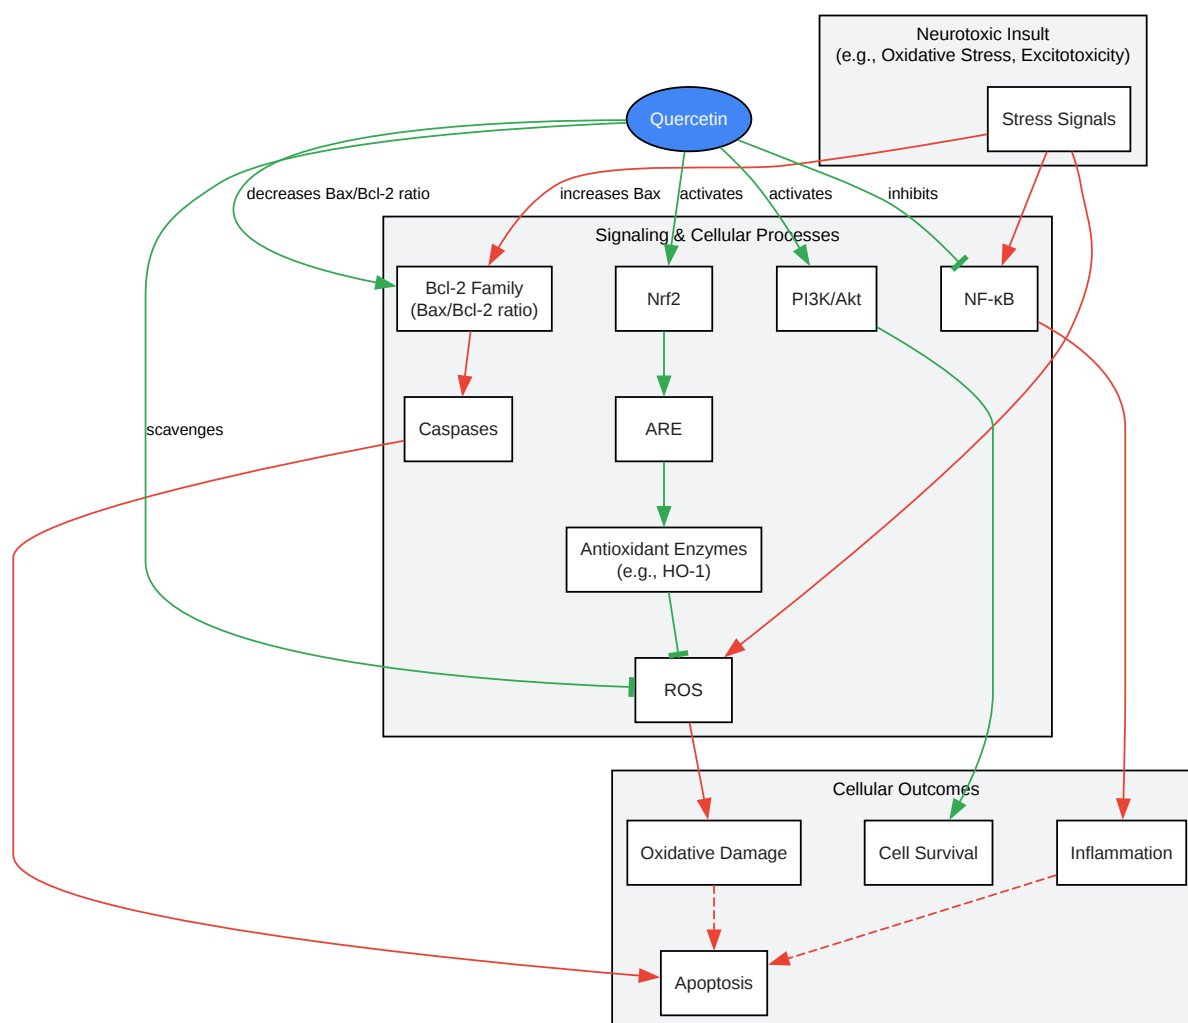 Neurotoxic Insult
(e.g., Oxidative Stress, Excitotoxicity)
Quercetin
Stress Signals
decreases Bax/Bcl-2 ratio
increases Bax
activates
activates
inhibits
Signaling & Cellular Processes
Bcl-2 Family
(Bax/Bcl-2 ratio)
Nrf2
PI3K/Akt
NF-κB
Caspases
ARE
scavenges
Antioxidant Enzymes
(e.g., HO-1)
ROS
Cellular Outcomes
Oxidative Damage
Cell Survival
Inflammation
Apoptosis